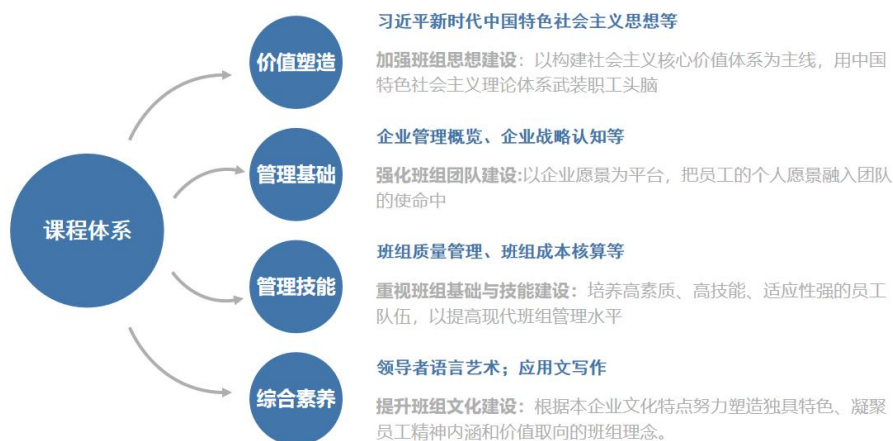 课程体系
价值塑造
习近平新时代中国特色社会主义思想等
加强班组思想建设：以构建社会主义核心价值体系为主线，用中国
特色社会主义理论体系武装职工头脑
管理基础
企业管理概览、企业战略认知等
强化班组团队建设:以企业愿景为平台，把员工的个人愿景融入团队
的使命中
管理技能
班组质量管理、班组成本核算等
重视班组基础与技能建设：培养高素质、高技能、适应性强的员工
队伍，以提高现代班组管理水平
综合素养
领导者语言艺术；应用文写作
提升班组文化建设：根据本企业文化特点努力塑造独具特色、凝聚
员工精神内涵和价值取向的班组理念。